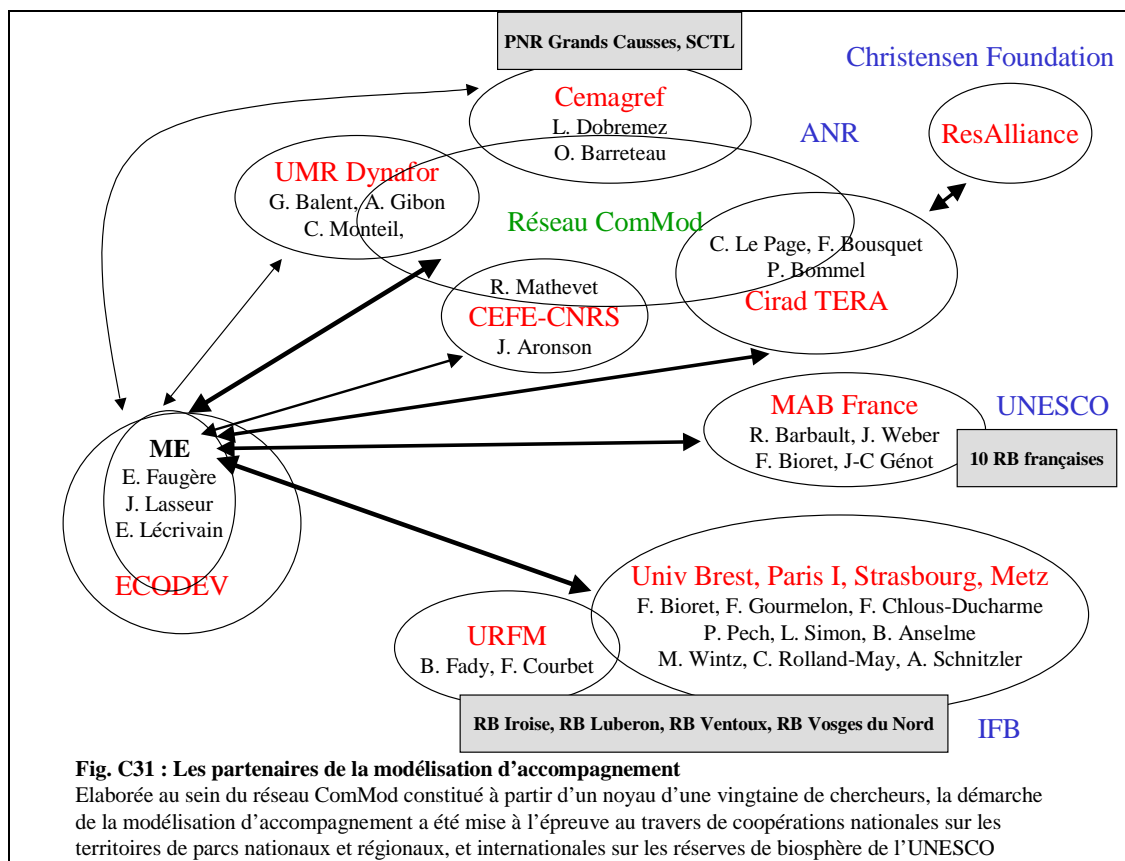 PNR Grands Causses, SCTL
Christensen Foundation
Cemagref
L. Dobremez
O. Barreteau
ANR
ResAlliance
UMR Dynafor
G. Balent, A. Gibon
C. Monteil,
Réseau ComMod
C. Le Page, F. Bousquet
P. Bommel
Cirad TERA
R. Mathevet
CEFE-CNRS
J. Aronson
MAB France
R. Barbault, J. Weber
F. Bioret, J-C Génot
UNESCO
10 RB françaises
ME
E. Faugère
J. Lasseur
E. Lécrivain
ECODEV
Univ Brest, Paris I, Strasbourg, Metz
F. Bioret, F. Gourmelon, F. Chlous-Ducharme
P. Pech, L. Simon, B. Anselme
M. Wintz, C. Rolland-May, A. Schnitzler
URFM
B. Fady, F. Courbet
RB Iroise, RB Luberon, RB Ventoux, RB Vosges du Nord
IFB
Fig. C31 : Les partenaires de la modélisation d'accompagnement
Elaborée au sein du réseau ComMod constitué à partir d'un noyau d'une vingtaine de chercheurs, la démarche
de la modélisation d'accompagnement a été mise à l'épreuve au travers de coopérations nationales sur les
territoires de parcs nationaux et régionaux, et internationales sur les réserves de biosphère de l'UNESCO